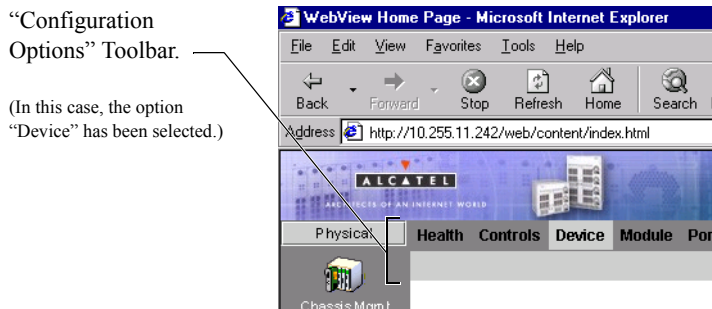 “Configuration
Options” Toolbar.
(In this case, the option
“Device” has been selected.)
WebView Home Page - Microsoft Internet Explorer
File Edit View Favorites Tools Help
Back Forward Stop Refresh Home Search
Address http://10.255.11.242/web/content/index.html
ALCATEL
ARCHITECTS OF AN INTERNET WORLD
Physical Health Controls Device Module Por
Chassis Mgmt